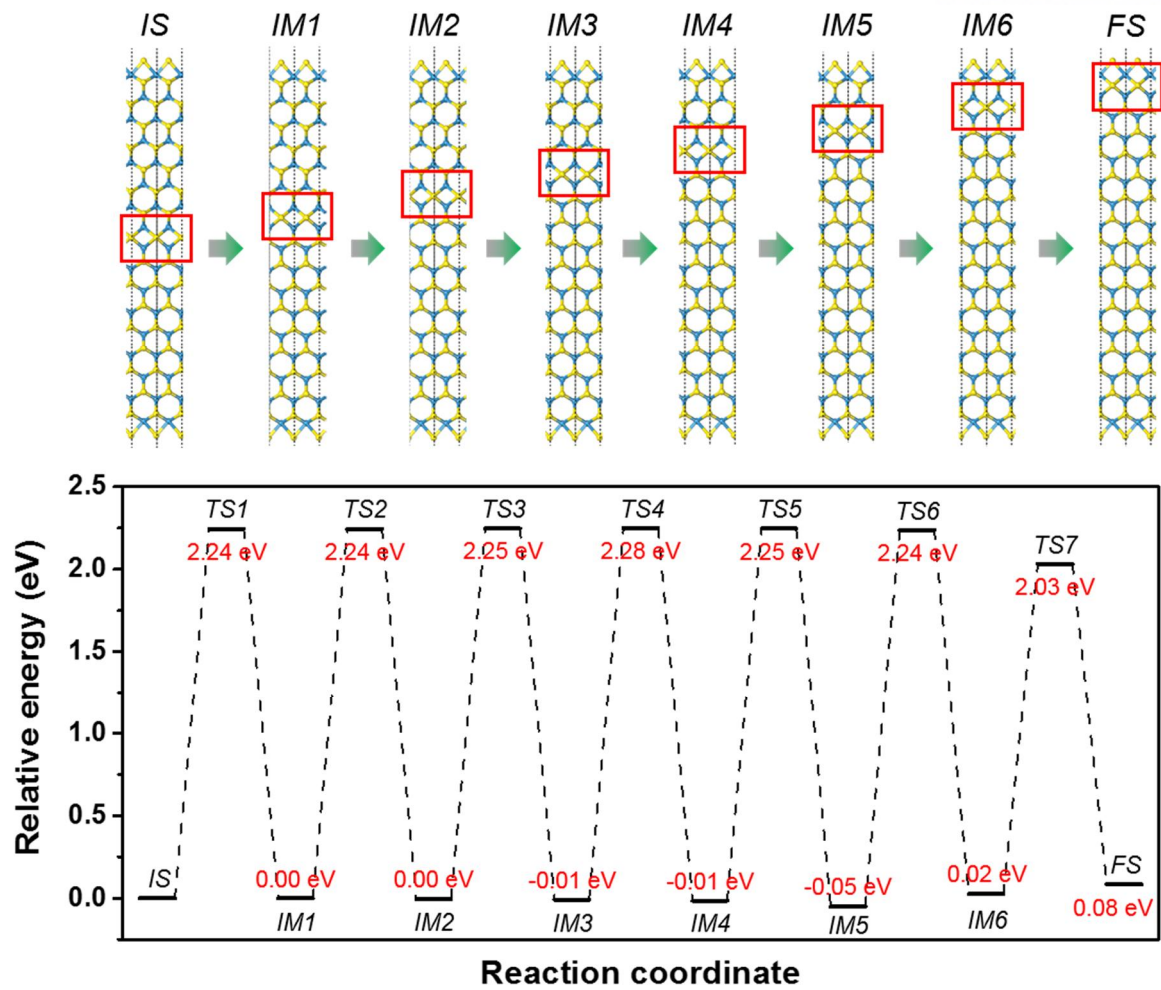 IS IM1 IM2 IM3 IM4 IM5 IM6 FS
2.5
2.0
1.5
1.0
0.5
0.0
Relative energy (eV)
TS1 TS2 TS3 TS4 TS5 TS6
2.24 eV 2.24 eV 2.25 eV 2.28 eV 2.25 eV 2.24 eV
TS7
2.03 eV
IS 0.00 eV 0.00 eV -0.01 eV -0.01 eV -0.05 eV 0.02 eV FS
IM1 IM2 IM3 IM4 IM5 IM6 0.08 eV
Reaction coordinate